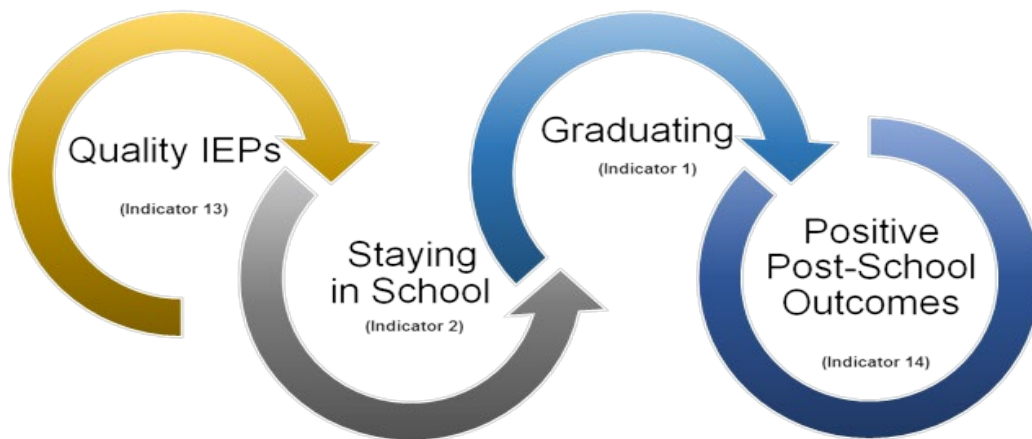 Quality IEPs
(Indicator 13)
Staying
in School
(Indicator 2)
Graduating
(Indicator 1)
Positive
Post-School
Outcomes
(Indicator 14)